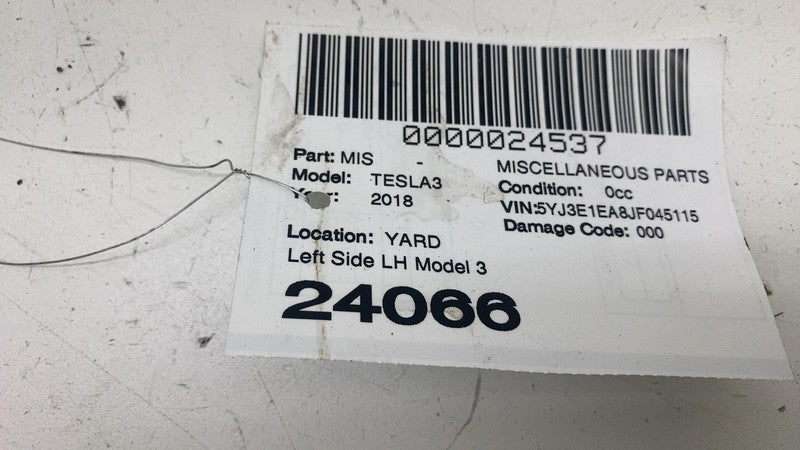 0000024537
Part: MIS - MISCELLANEOUS PARTS
Model: TESLA3 Condition: 0cc
Year: 2018 VIN:5YJ3E1EA8JF045115
Damage Code: 000
Location: YARD
Left Side LH Model 3
24066